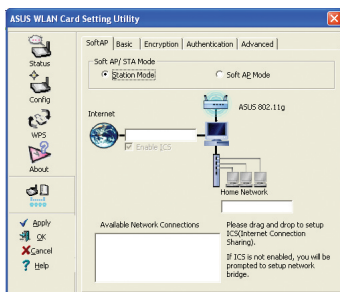 ASUS WLAN Card Setting Utility
Status
Config
WPS
About
Apply
OK
Cancel
Help
SoftAP
Basic
Encryption
Authentication
Advanced
Soft AP/ STA Mode
Station Mode
Soft AP Mode
ASUS 802.11g
Internet
Enable ICS
Home Network
Available Network Connections
Please drag and drop to setup
ICS(Internet Connection
Sharing).
If ICS is not enabled, you will be
prompted to setup network
bridge.